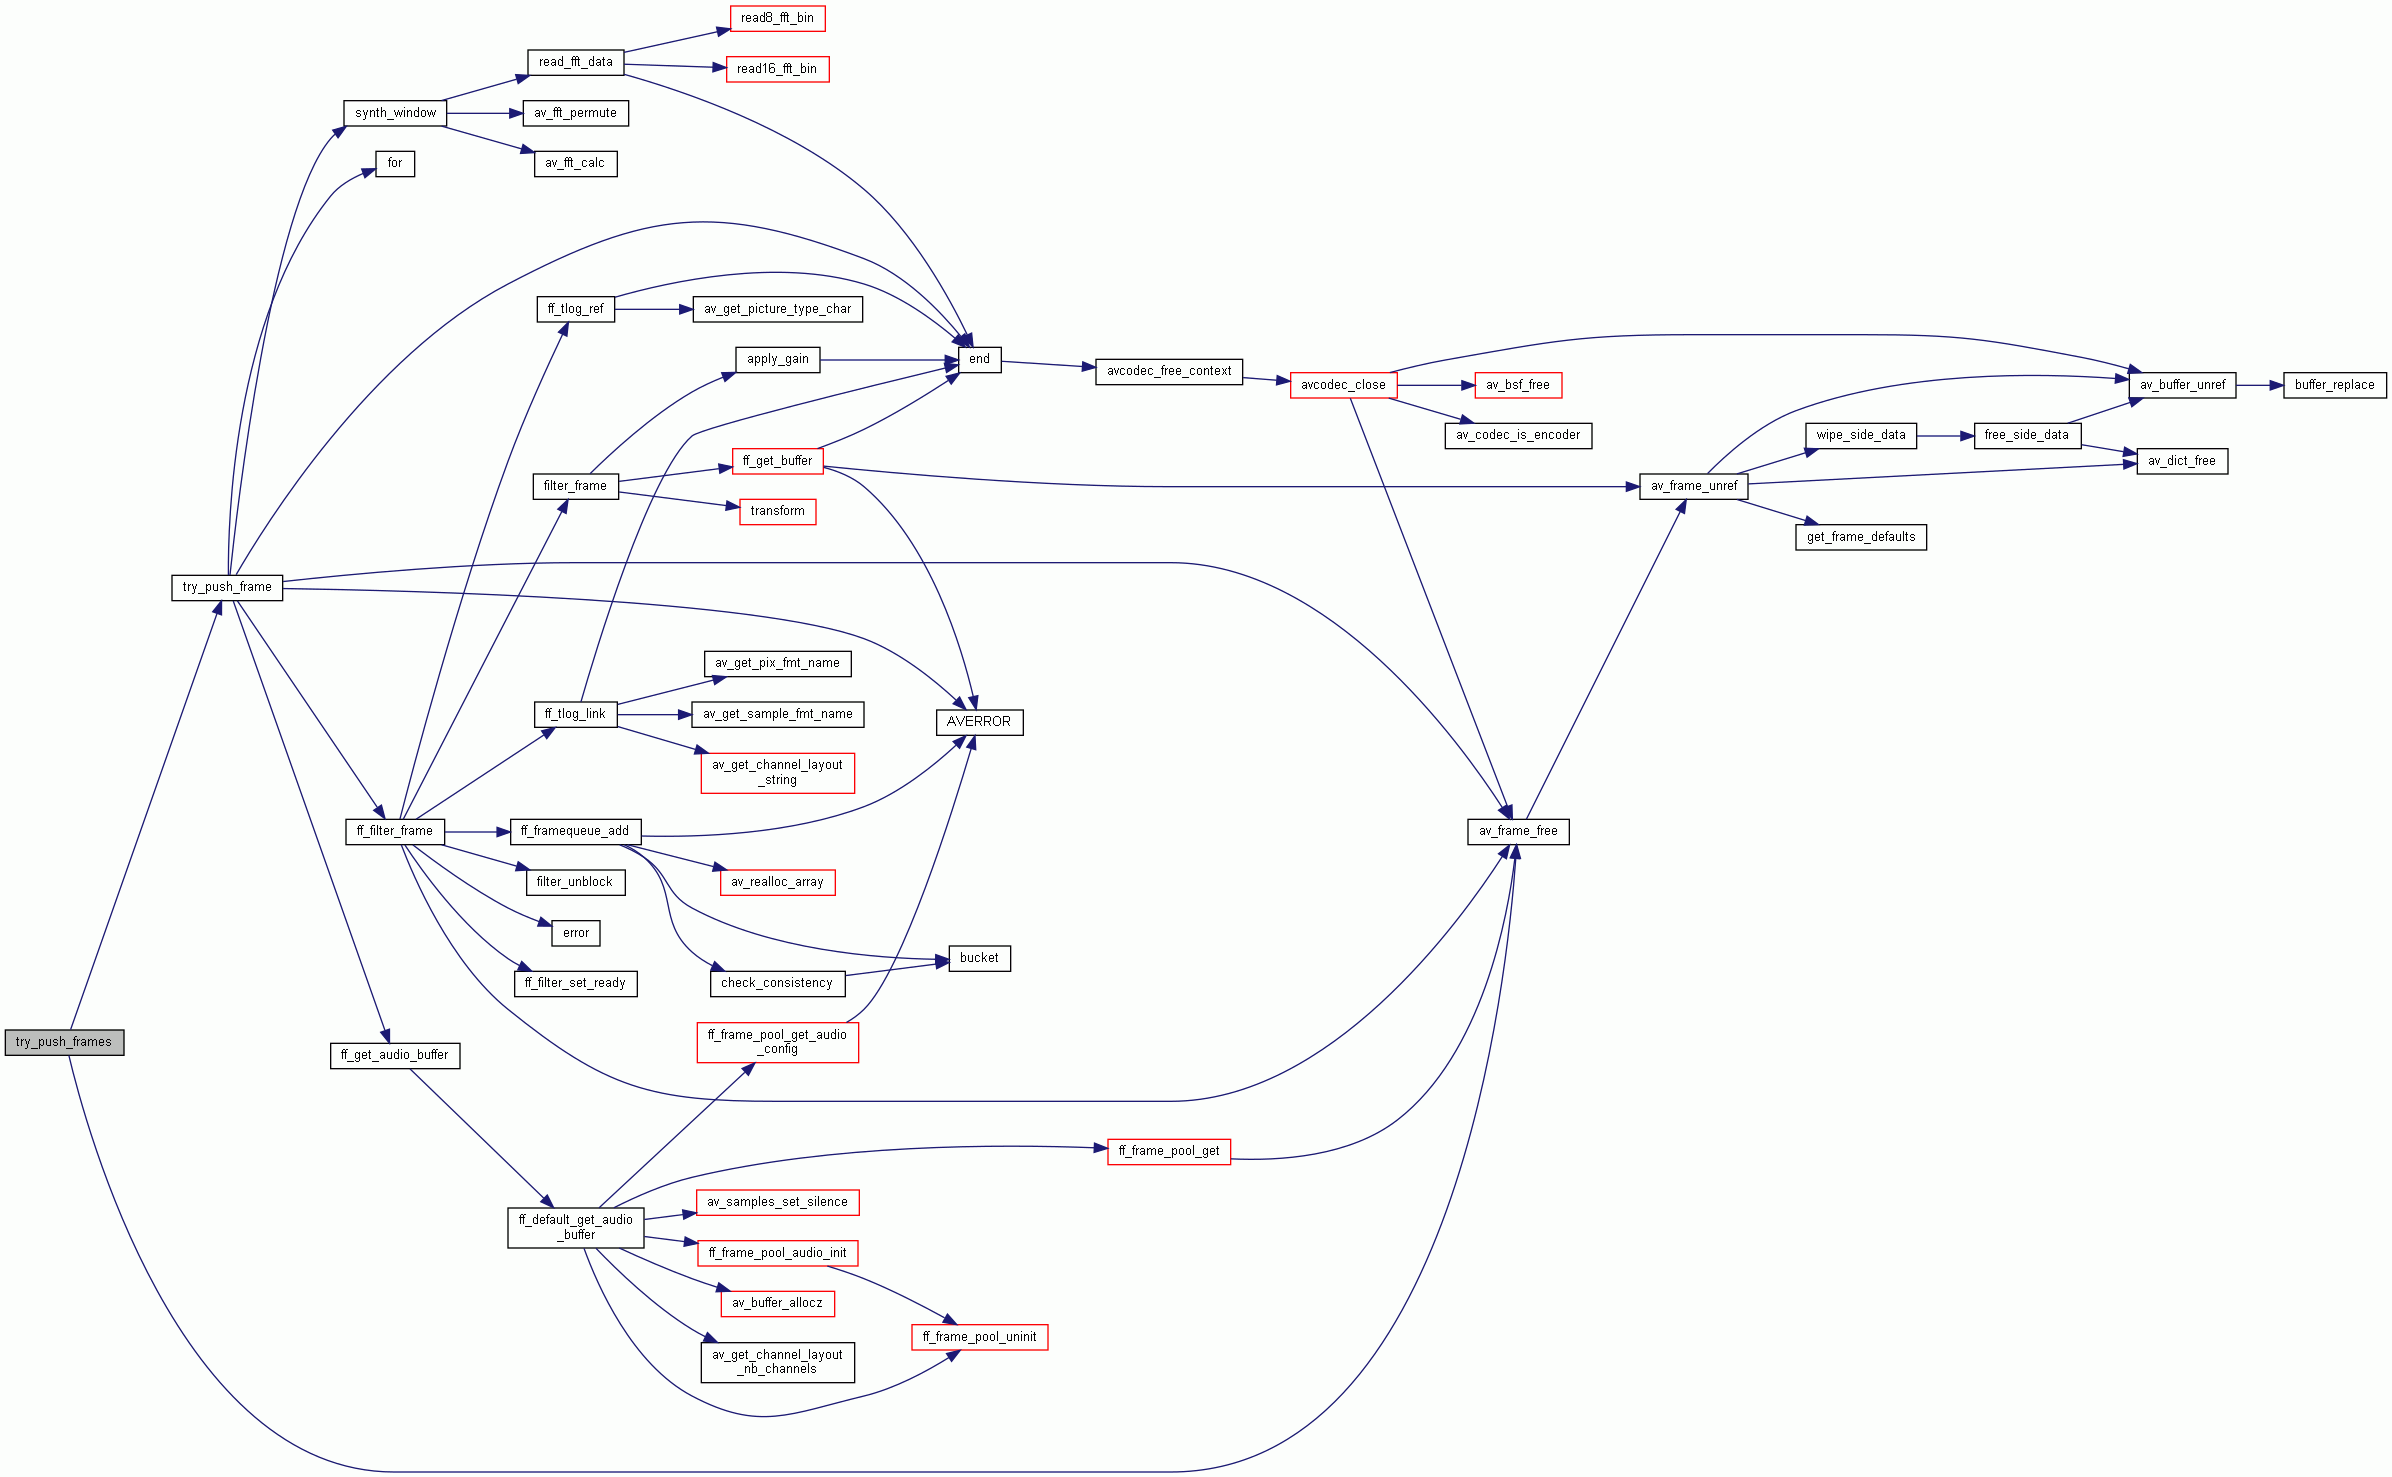 try_push_frames
try_push_frame
synth_window
read_fft_data
read8_fft_bin
read16_fft_bin
av_fft_permute
av_fft_calc
for
ff_tlog_ref
av_get_picture_type_char
apply_gain
end
avcodec_free_context
avcodec_close
av_bsf_free
av_codec_is_encoder
av_buffer_unref
buffer_replace
wipe_side_data
free_side_data
av_dict_free
av_frame_unref
get_frame_defaults
filter_frame
ff_get_buffer
transform
ff_tlog_link
av_get_pix_fmt_name
av_get_sample_fmt_name
av_get_channel_layout
_string
AVERROR
ff_filter_frame
ff_framequeue_add
av_realloc_array
filter_unblock
error
ff_filter_set_ready
check_consistency
bucket
av_frame_free
ff_get_audio_buffer
ff_frame_pool_get_audio
_config
ff_frame_pool_get
ff_default_get_audio
_buffer
av_samples_set_silence
ff_frame_pool_audio_init
av_buffer_allocz
ff_frame_pool_uninit
av_get_channel_layout
_nb_channels